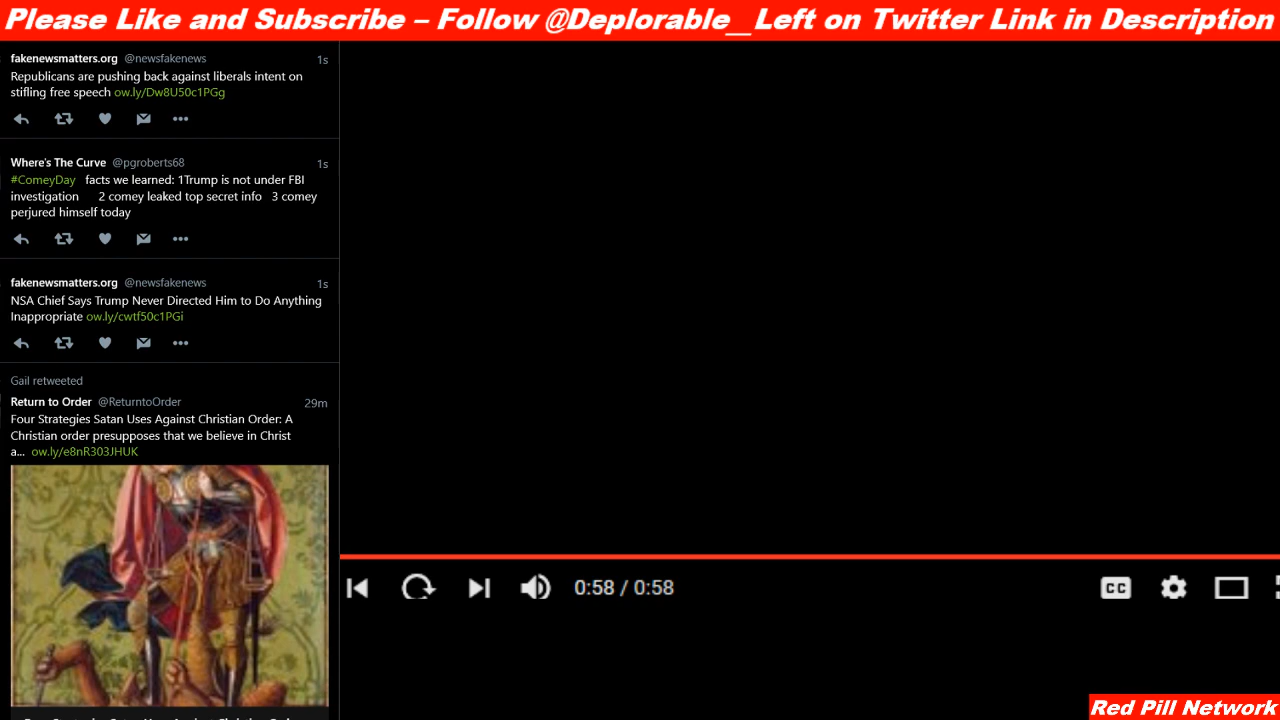 Please Like and Subscribe – Follow @Deplorable__Left on Twitter Link in Description
fakenewsmatters.org @newsfakenews 1s
Republicans are pushing back against liberals intent on
stifling free speech ow.ly/Dw8U50c1PGg
Where's The Curve @pgroberts68 1s
#ComeyDay facts we learned: 1Trump is not under FBI
investigation 2 comey leaked top secret info 3 comey
perjured himself today
fakenewsmatters.org @newsfakenews 1s
NSA Chief Says Trump Never Directed Him to Do Anything
Inappropriate ow.ly/cwtf50c1PGi
Gail retweeted
Return to Order @ReturntoOrder 29m
Four Strategies Satan Uses Against Christian Order: A
Christian order presupposes that we believe in Christ
a... ow.ly/e8nR303JHUK
0:58 / 0:58
CC
Red Pill Network